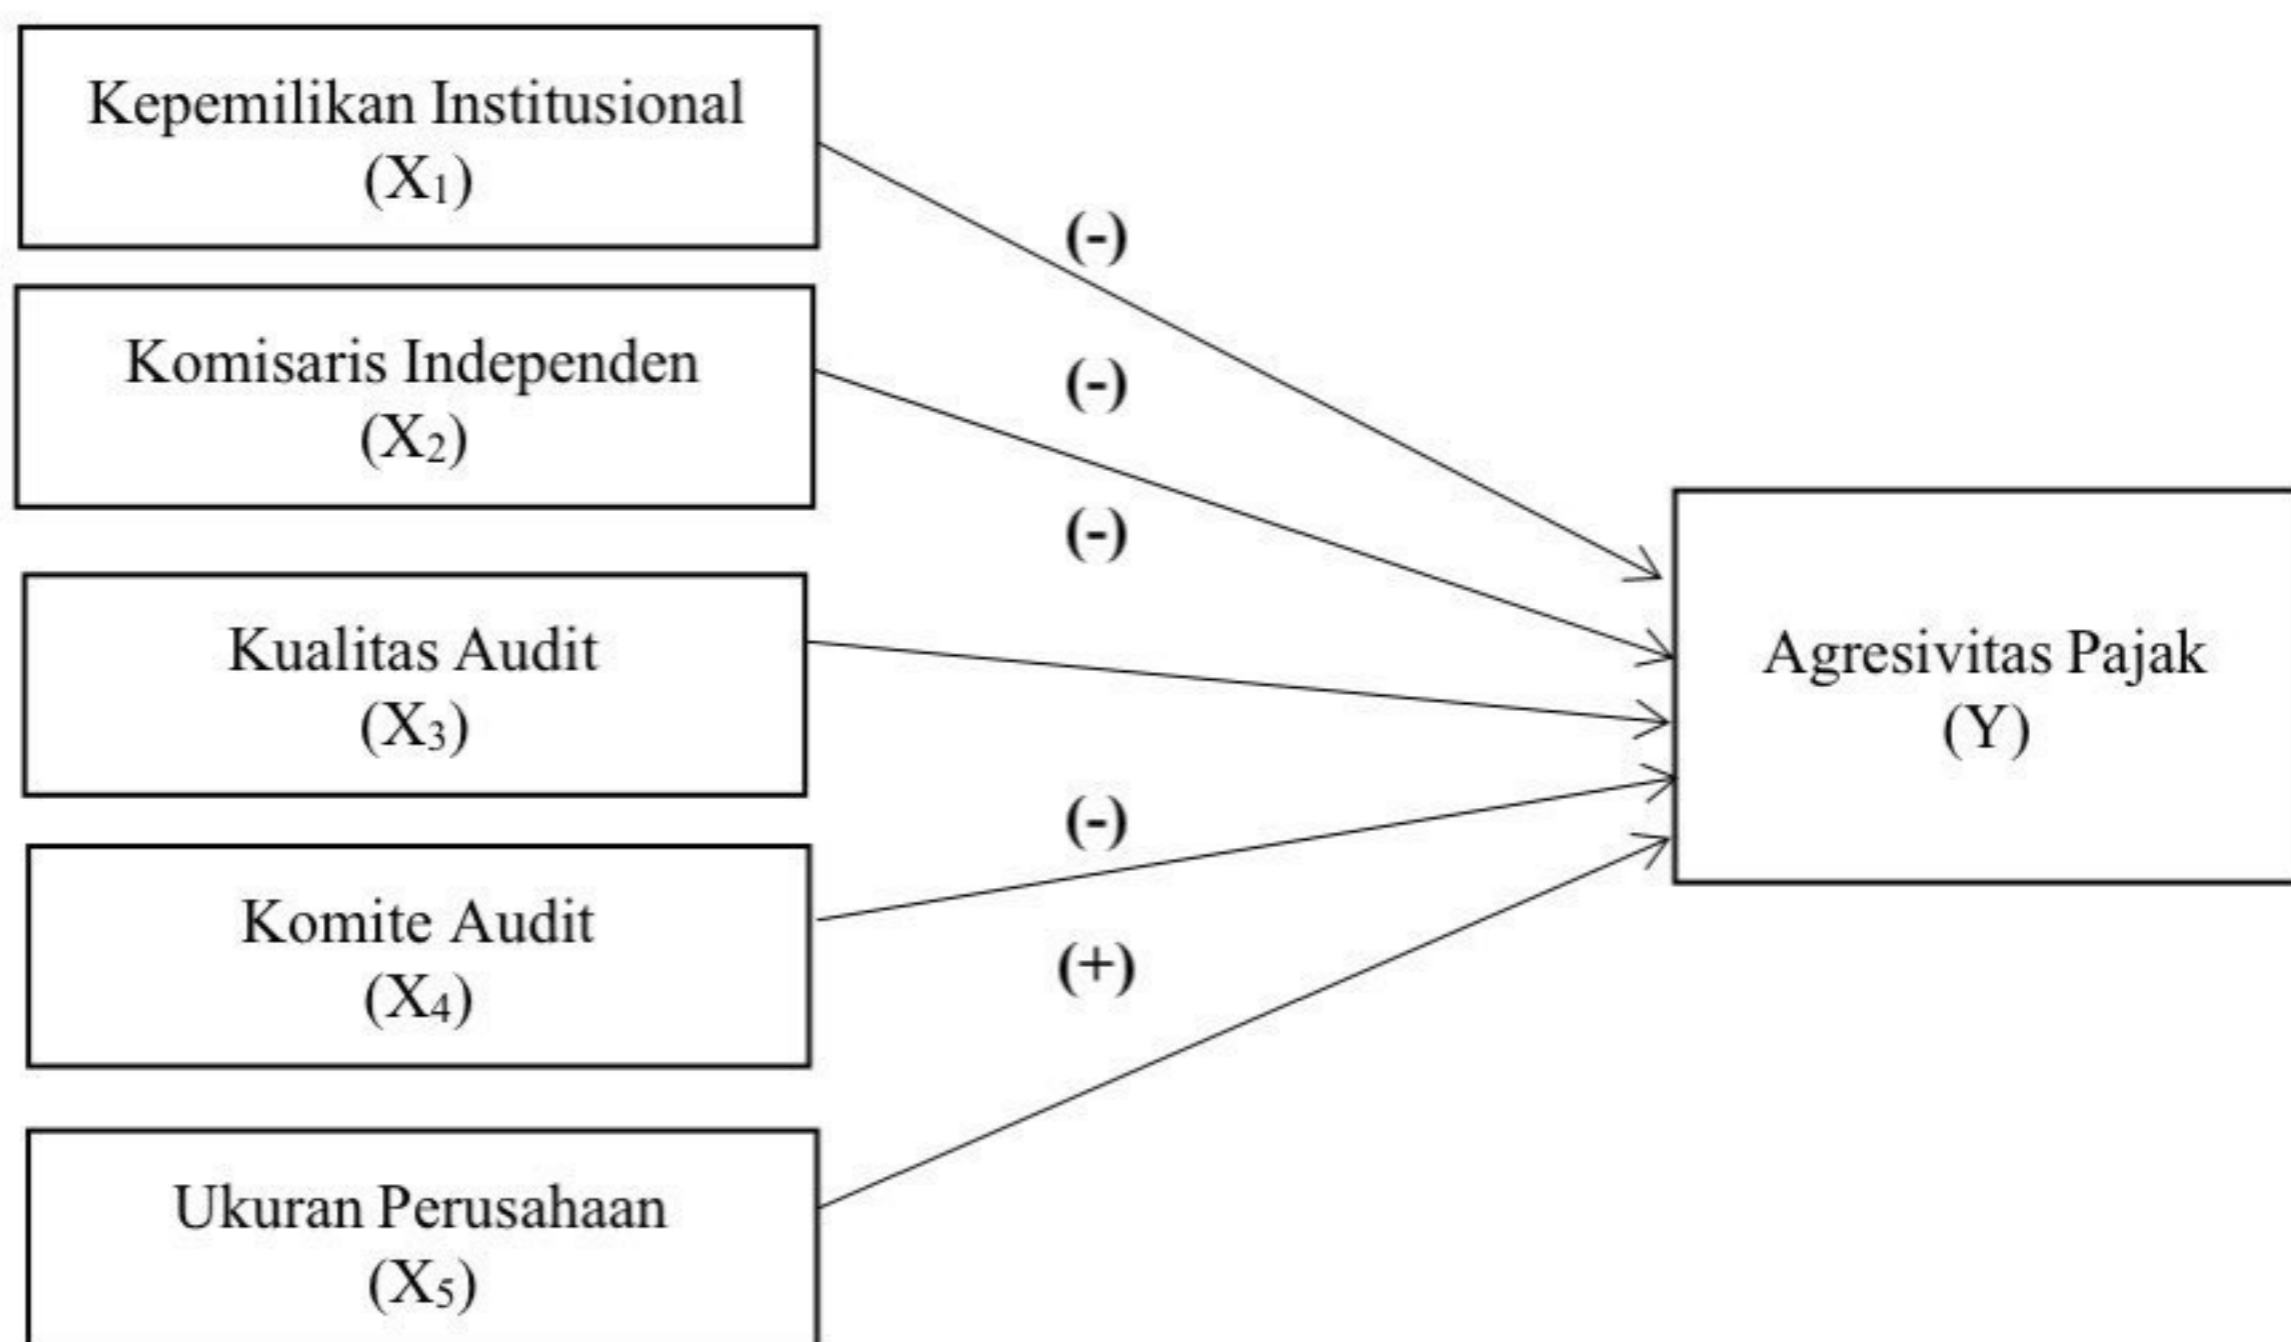 Kepemilikan Institusional
(X₁)
(-)
Komisaris Independen
(X₂)
(-)
(-)
Kualitas Audit
(X₃)
Agresivitas Pajak
(Y)
(-)
Komite Audit
(X₄)
(+)
Ukuran Perusahaan
(X₅)